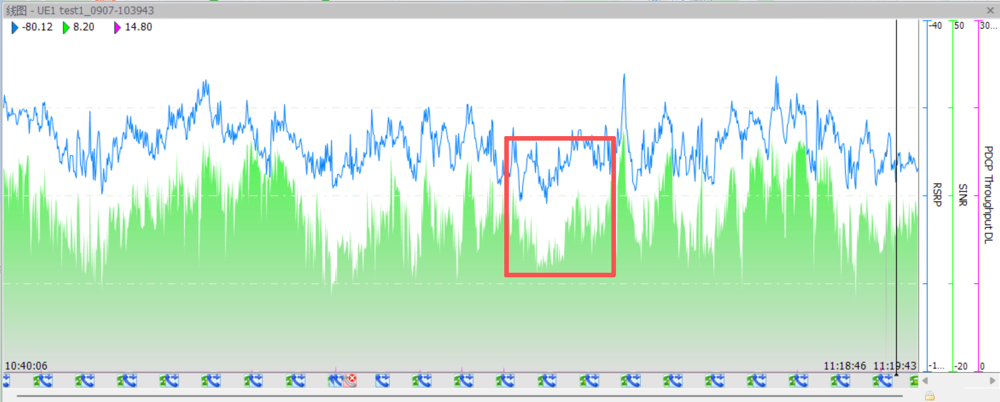 线图 - UE1 test1_0907-103943
-80.12 8.20 14.80
-40 50 30...
RSRP
SINR
PDCP Throughput DL
10:40:06 11:18:46 11:19:43 -1... -20 0